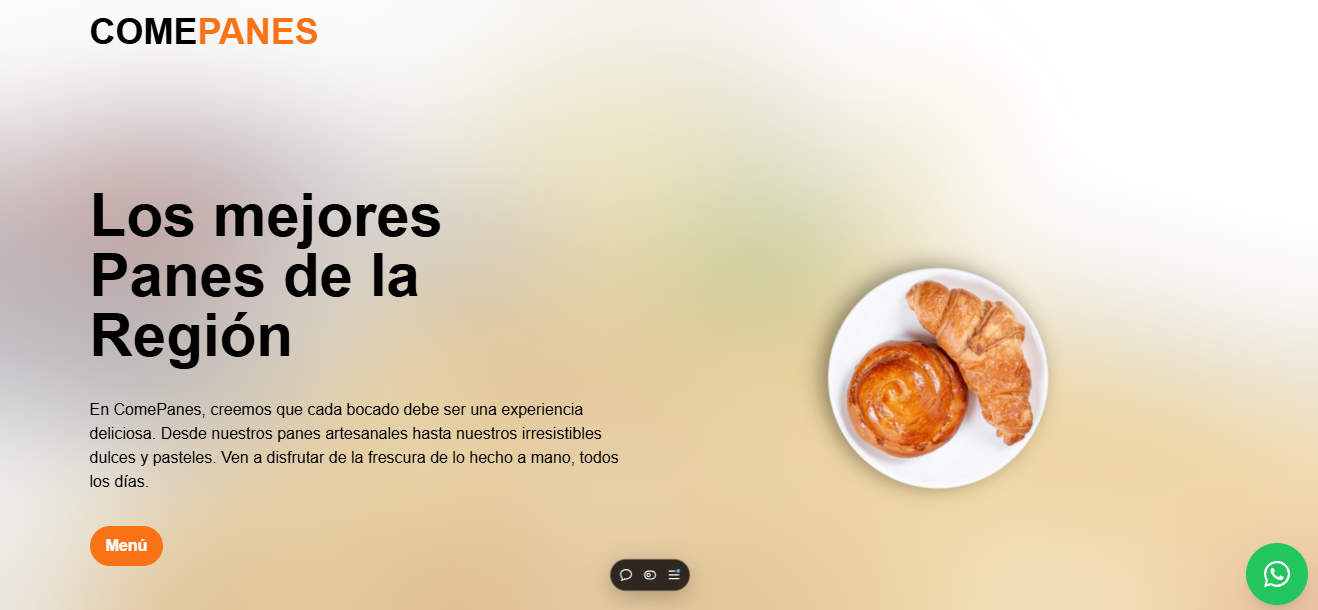 COMEPANES
Los mejores
Panes de la
Región
En ComePanes, creemos que cada bocado debe ser una experiencia
deliciosa. Desde nuestros panes artesanales hasta nuestros irresistibles
dulces y pasteles. Ven a disfrutar de la frescura de lo hecho a mano, todos
los días.
Menú